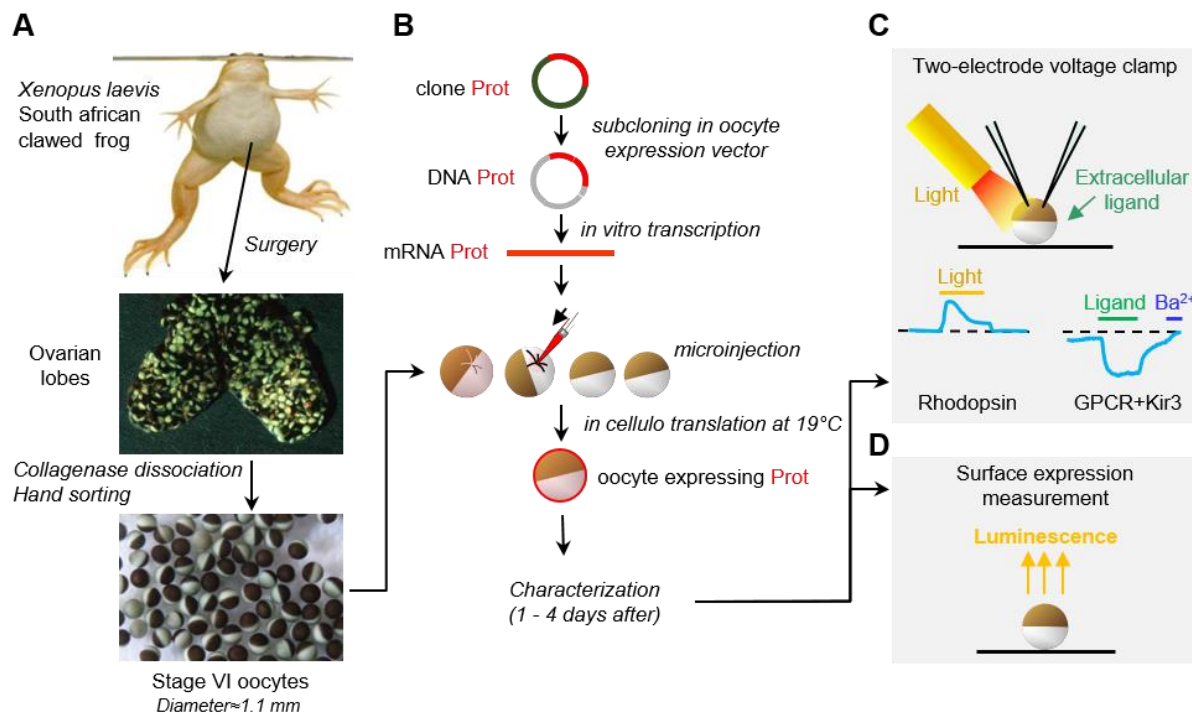 A
Xenopus laevis
South african
clawed frog
Surgery
Ovarian
lobes
Collagenase dissociation
Hand sorting
Stage VI oocytes
Diameter≈1.1 mm
B
clone Prot
subcloning in oocyte
expression vector
DNA Prot
in vitro transcription
mRNA Prot
microinjection
in cellulo translation at 19°C
oocyte expressing Prot
Characterization
(1 - 4 days after)
C
Two-electrode voltage clamp
Light
Extracellular
ligand
Light
Ligand
Ba²⁺
Rhodopsin
GPCR+Kir3
D
Surface expression
measurement
Luminescence